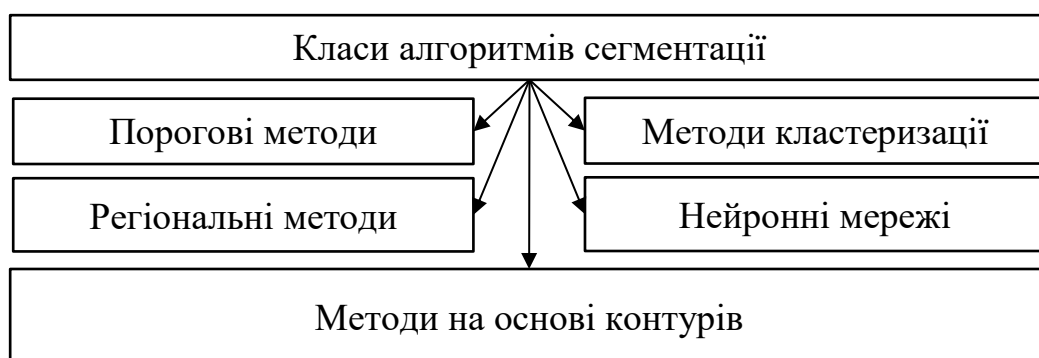 Класи алгоритмів сегментації
Порогові методи
Методи кластеризації
Регіональні методи
Нейронні мережі
Методи на основі контурів